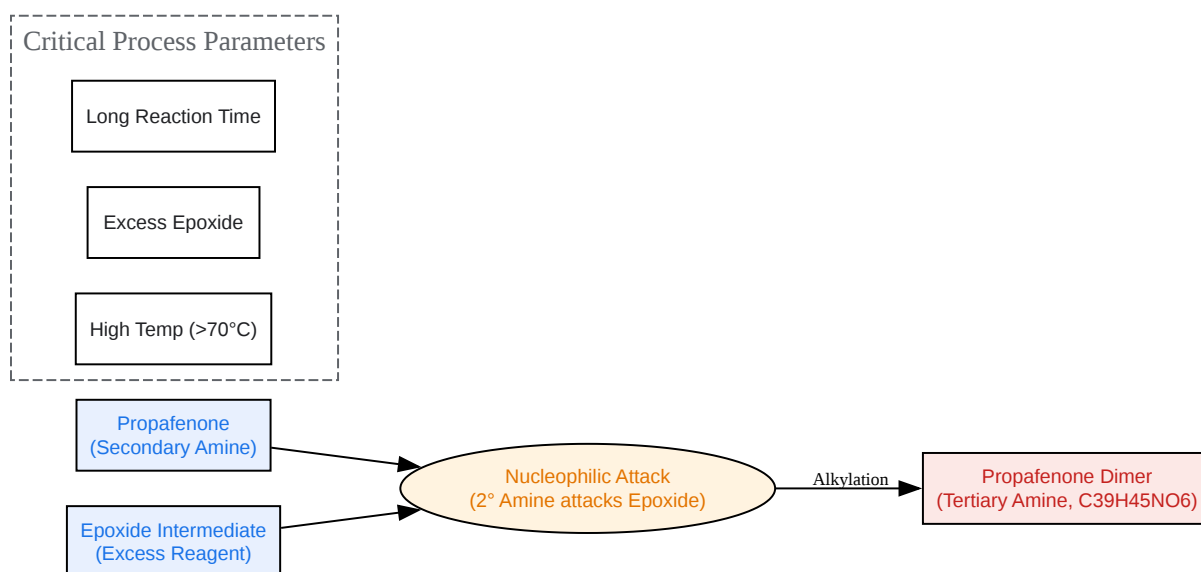 Critical Process Parameters
Long Reaction Time
Excess Epoxide
High Temp (>70°C)
Propafenone
(Secondary Amine)
Epoxide Intermediate
(Excess Reagent)
Nucleophilic Attack
(2° Amine attacks Epoxide)
Alkylation
Propafenone Dimer
(Tertiary Amine, C39H45NO6)